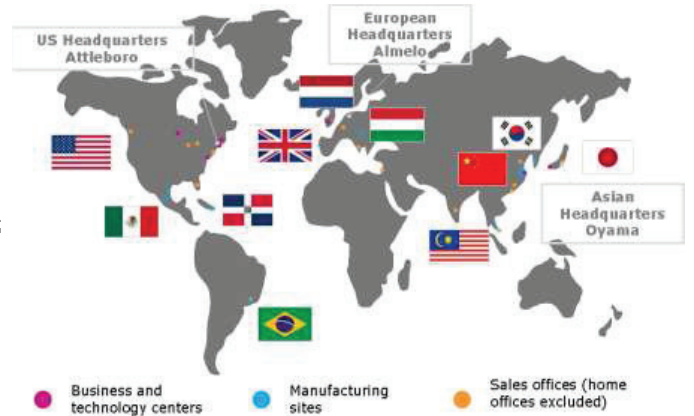 US Headquarters
Attleboro
European
Headquarters
Almelo
Asian
Headquarters
Oyama
Business and
technology centers
Manufacturing
sites
Sales offices (home
offices excluded)